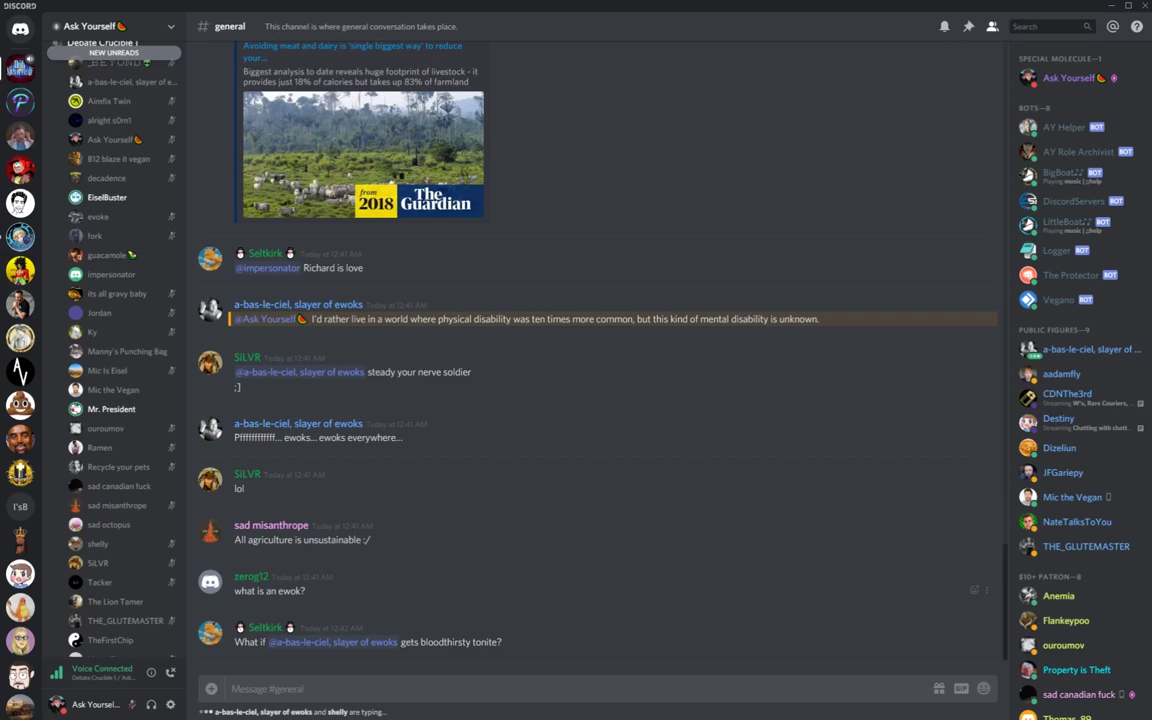 DISCORD
Ask Yourself
# general
This channel is where general conversation takes place.
Search
Debate Crucible 1
NEW UNREADS
_BEYOND
a-bas-le-ciel, slayer of e...
Aimfix Twin
alright s0m1
Ask Yourself
B12 blaze it vegan
decadence
EiselBuster
evoke
fork
guacamole
impersonator
its all gravy baby
Jordan
Ky
Manny's Punching Bag
Mic Is Eisel
Mic the Vegan
Mr. President
ouroumov
Ramen
Recycle your pets
sad canadian fuck
sad misanthrope
sad octopus
shelly
SiLVR
Tacker
The Lion Tamer
THE_GLUTEMASTER
TheFirstChip
AV
I'sB
Voice Connected
Debate Crucible 1 / Ask...
Ask Yoursel...
Avoiding meat and dairy is 'single biggest way' to reduce
your...
Biggest analysis to date reveals huge footprint of livestock - it
provides just 18% of calories but takes up 83% of farmland
from
2018
The
Guardian
Seltkirk Today at 12:41 AM
@impersonator Richard is love
a-bas-le-ciel, slayer of ewoks Today at 12:41 AM
@Ask Yourself I'd rather live in a world where physical disability was ten times more common, but this kind of mental disability is unknown.
SiLVR Today at 12:41 AM
@a-bas-le-ciel, slayer of ewoks steady your nerve soldier
;]
a-bas-le-ciel, slayer of ewoks Today at 12:41 AM
Pffffffffffff... ewoks... ewoks everywhere...
SiLVR Today at 12:41 AM
lol
sad misanthrope Today at 12:41 AM
All agriculture is unsustainable :/
zerog12 Today at 12:41 AM
what is an ewok?
Seltkirk Today at 12:42 AM
What if @a-bas-le-ciel, slayer of ewoks gets bloodthirsty tonite?
Message #general
GIF
a-bas-le-ciel, slayer of ewoks and shelly are typing...
SPECIAL MOLECULE—1
Ask Yourself
BOTS—8
AY Helper BOT
AY Role Archivist BOT
BigBoat♪♫ BOT
Playing music | ;;help
DiscordServers BOT
LittleBoat♪♫ BOT
Playing music | ;;help
Logger BOT
The Protector BOT
Vegano BOT
PUBLIC FIGURES—9
a-bas-le-ciel, slayer of ...
aadamfly
CDNThe3rd
Streaming W's, Rare Couriers, ...
Destiny
Streaming Chatting with chatt...
Dizeliun
JFGariepy
Mic the Vegan
NateTalksToYou
THE_GLUTEMASTER
$10+ PATRON—8
Anemia
Flankeypoo
ouroumov
Property is Theft
sad canadian fuck
Thomas_89